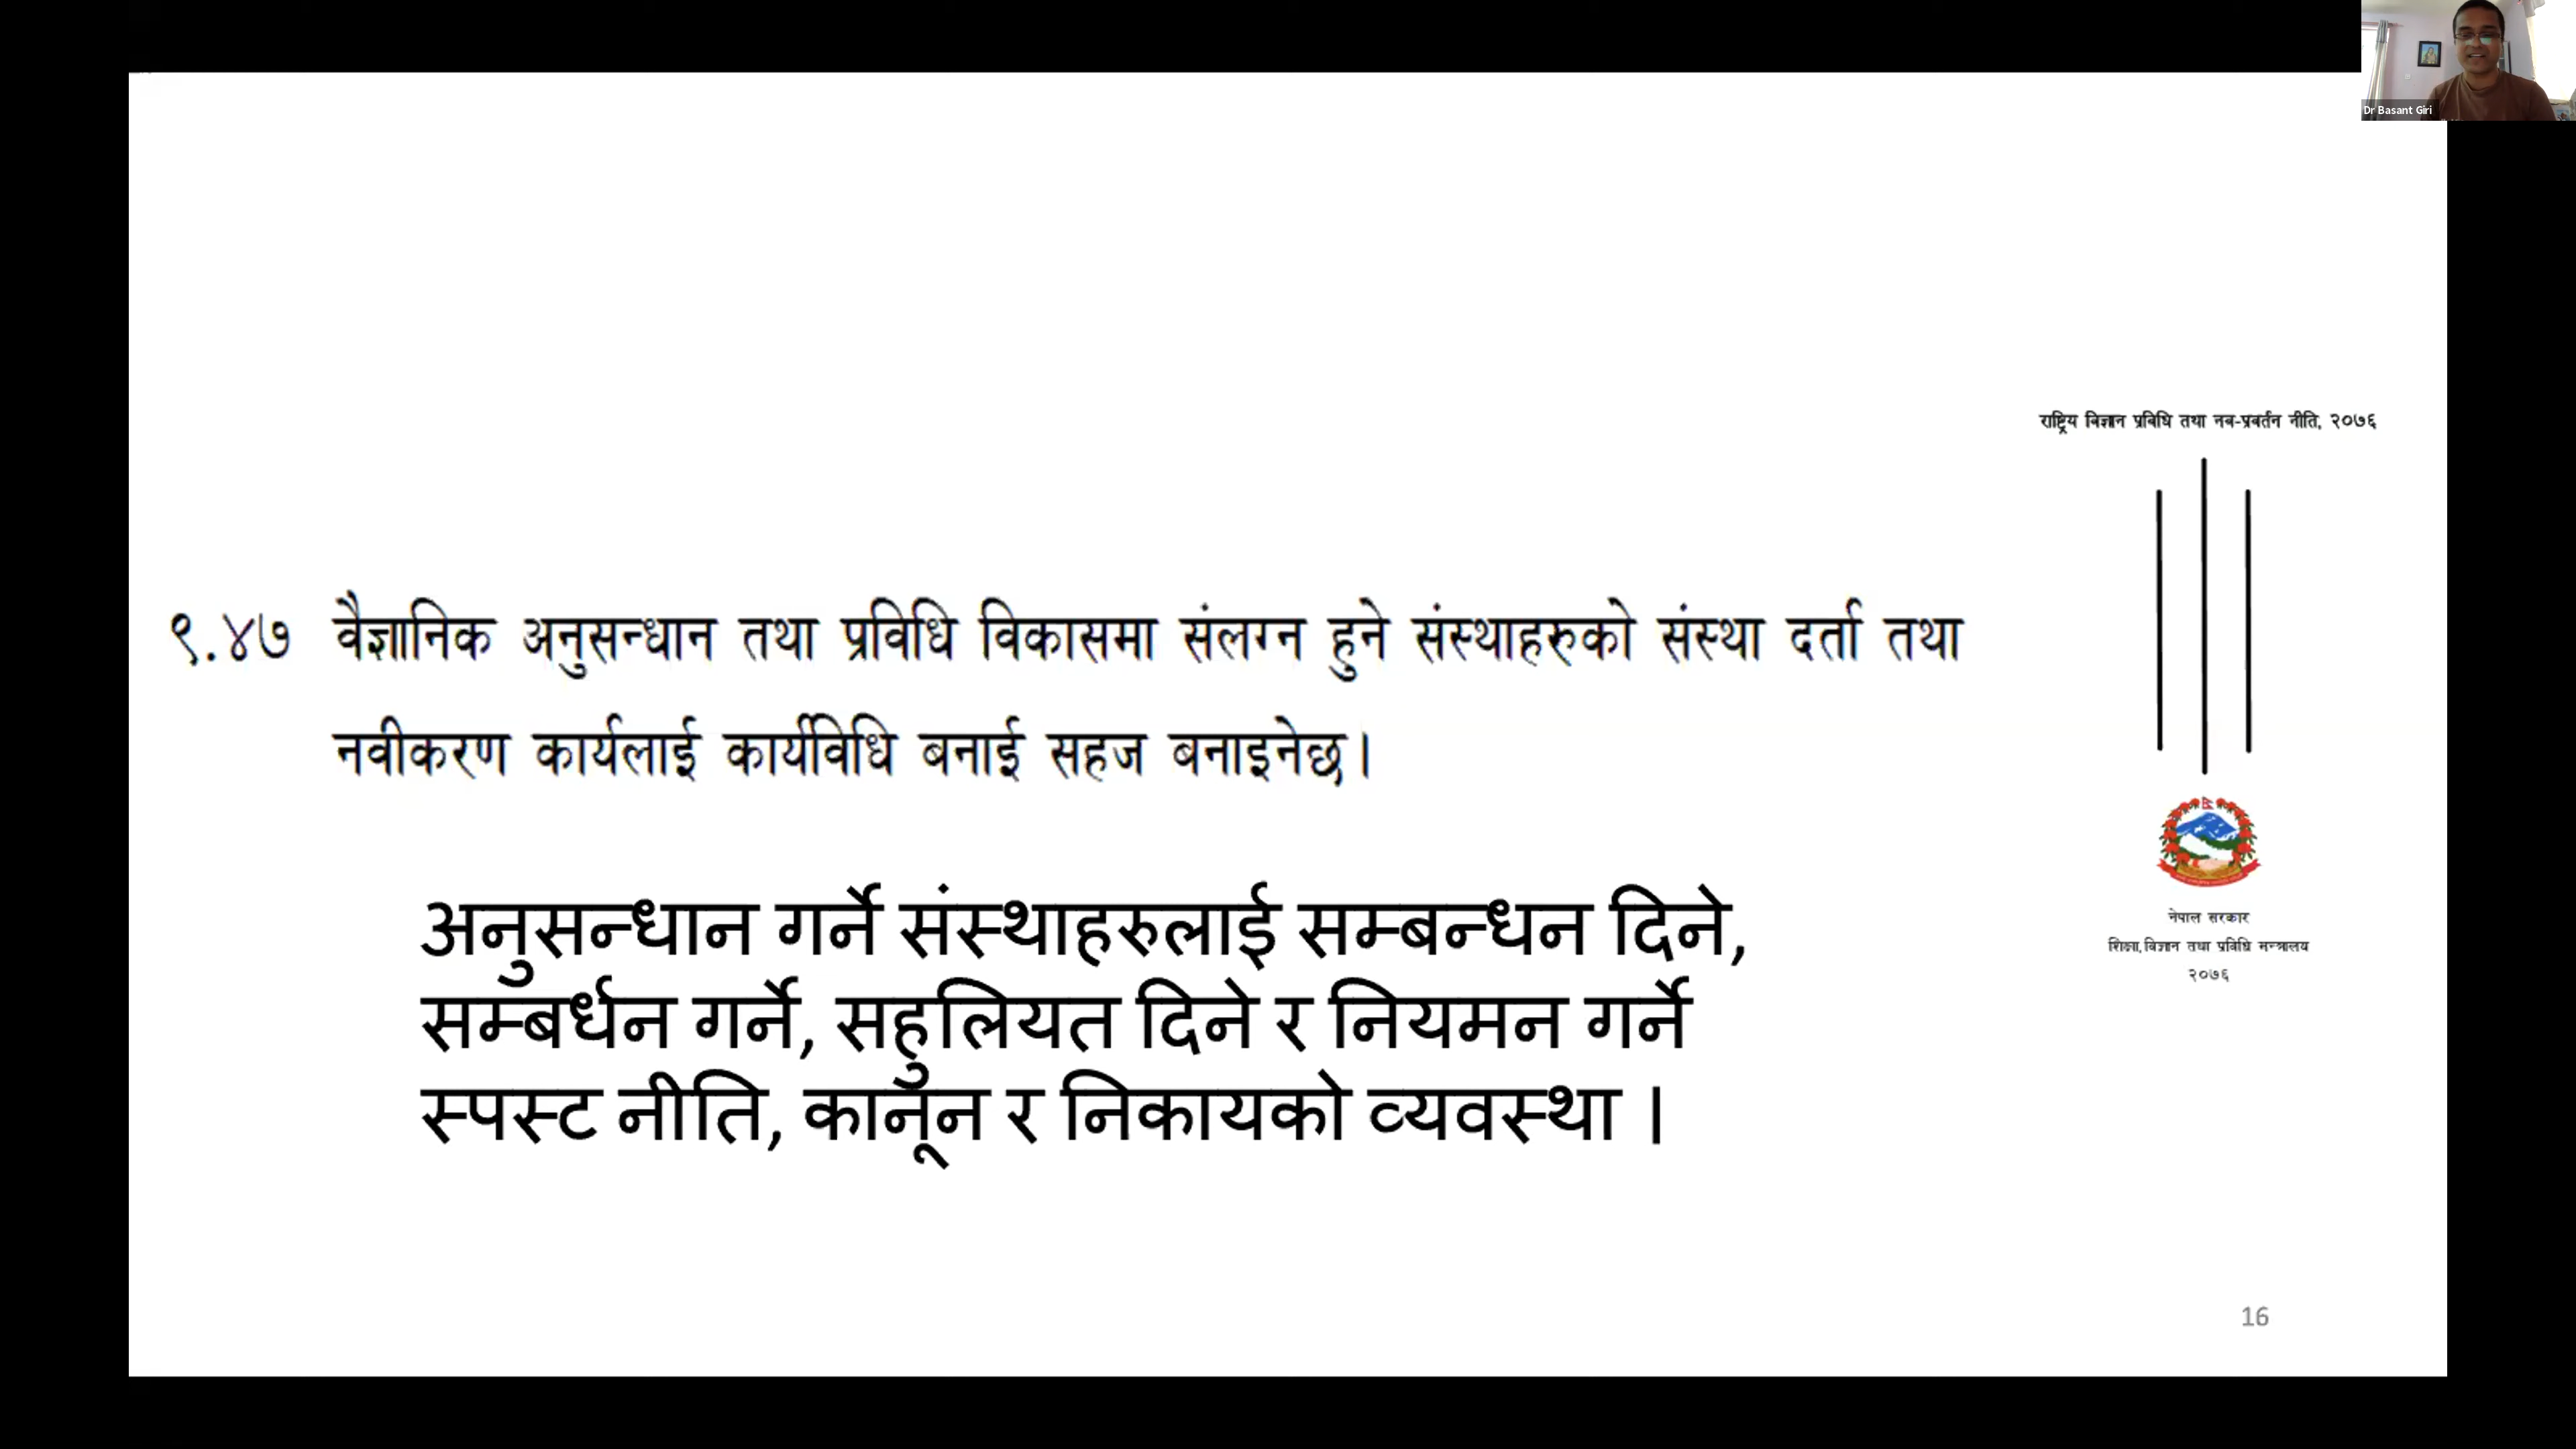 Dr Basant Giri
राष्ट्रिय विज्ञान प्रविधि तथा नव-प्रवर्तन नीति, २०७६
९.४७ वैज्ञानिक अनुसन्धान तथा प्रविधि विकासमा संलग्न हुने संस्थाहरुको संस्था दर्ता तथा
नवीकरण कार्यलाई कार्यविधि बनाई सहज बनाइनेछ।
नेपाल सरकार
शिक्षा, विज्ञान तथा प्रविधि मन्त्रालय
२०७६
अनुसन्धान गर्ने संस्थाहरुलाई सम्बन्धन दिने,
सम्बर्धन गर्ने, सहुलियत दिने र नियमन गर्ने
स्पस्ट नीति, कानून र निकायको व्यवस्था ।
16